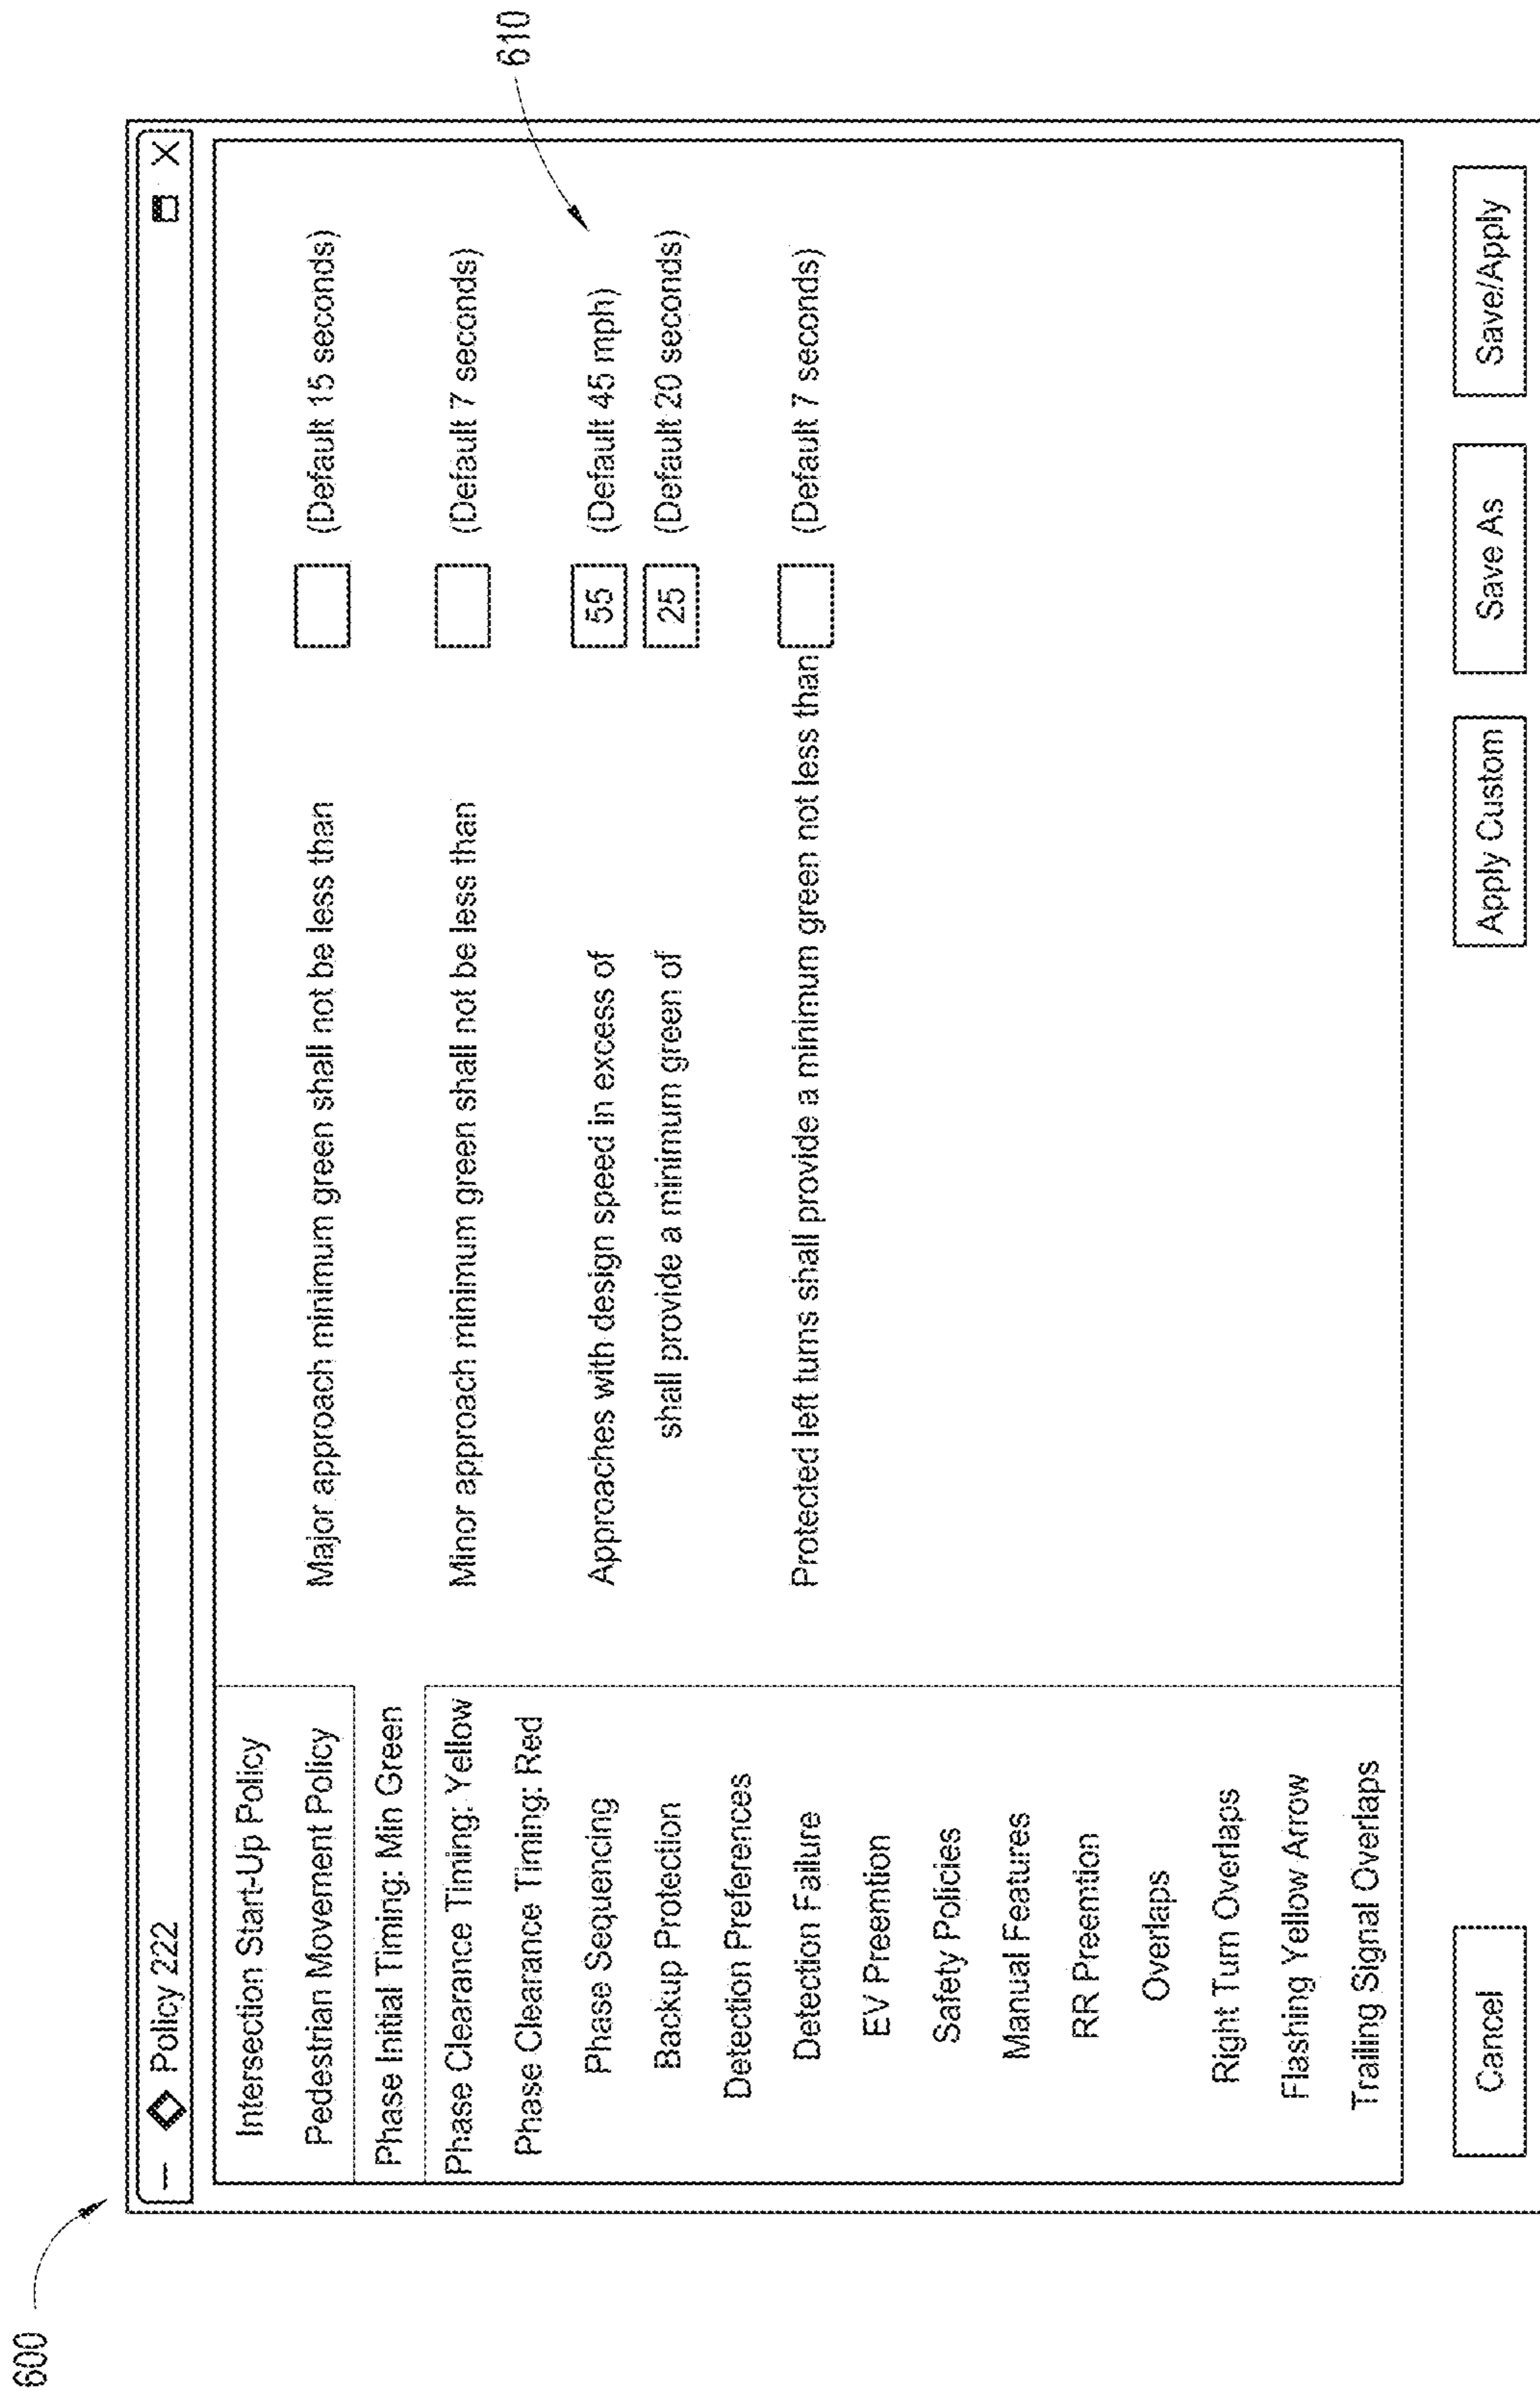 600
Policy 222
Intersection Start-Up Policy
Pedestrian Movement Policy
Phase Initial Timing: Min Green
Phase Clearance Timing: Yellow
Phase Clearance Timing: Red
Phase Sequencing
Backup Protection
Detection Preferences
Detection Failure
EV Preemtion
Safety Policies
Manual Features
RR Preemtion
Overlaps
Right Turn Overlaps
Flashing Yellow Arrow
Trailing Signal Overlaps
Major approach minimum green shall not be less than (Default 15 seconds)
Minor approach minimum green shall not be less than (Default 7 seconds)
Approaches with design speed in excess of 55 (Default 45 mph)
shall provide a minimum green of 25 (Default 20 seconds)
Protected left turns shall provide a minimum green not less than (Default 7 seconds)
610
Cancel Apply Custom Save As Save/Apply